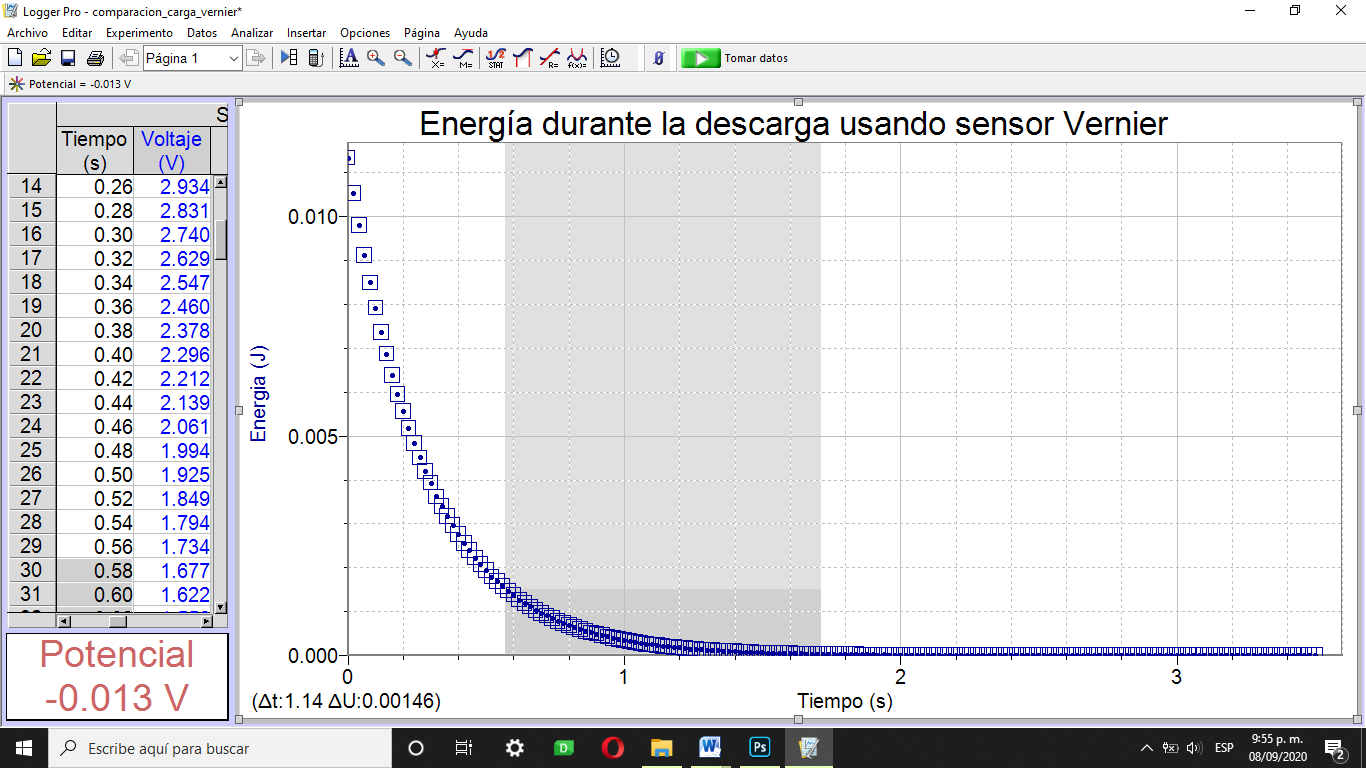 Logger Pro - comparacion_carga_vernier*
Archivo Editar Experimento Datos Analizar Insertar Opciones Página Ayuda
Página 1
Tomar datos
Potencial = -0.013 V
S
Tiempo Voltaje
(s) (V)
14 0.26 2.934
15 0.28 2.831
16 0.30 2.740
17 0.32 2.629
18 0.34 2.547
19 0.36 2.460
20 0.38 2.378
21 0.40 2.296
22 0.42 2.212
23 0.44 2.139
24 0.46 2.061
25 0.48 1.994
26 0.50 1.925
27 0.52 1.849
28 0.54 1.794
29 0.56 1.734
30 0.58 1.677
31 0.60 1.622
Potencial
-0.013 V
Energía durante la descarga usando sensor Vernier
Energia (J)
0.010
0.005
0.000
0 1 2 3
(Δt:1.14 ΔU:0.00146)
Tiempo (s)
Escribe aquí para buscar
ESP
9:55 p. m.
08/09/2020
2